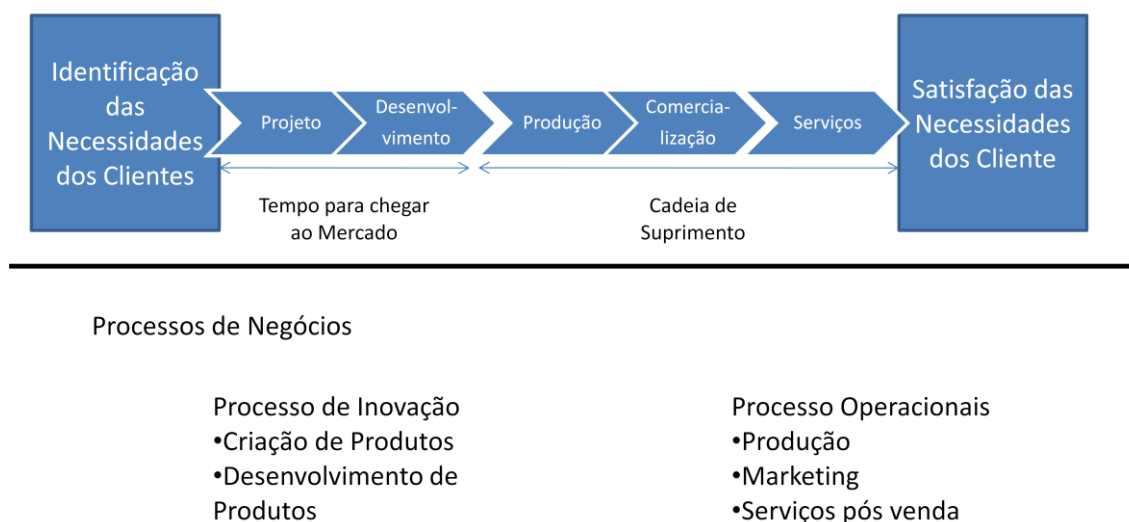 Identificação
das
Necessidades
dos Clientes
Projeto
Desenvol-
vimento
Produção
Comercia-
lização
Serviços
Satisfação das
Necessidades
dos Cliente
Tempo para chegar
ao Mercado
Cadeia de
Suprimento
Processos de Negócios
Processo de Inovação
•Criação de Produtos
•Desenvolvimento de
Produtos
Processo Operacionais
•Produção
•Marketing
•Serviços pós venda